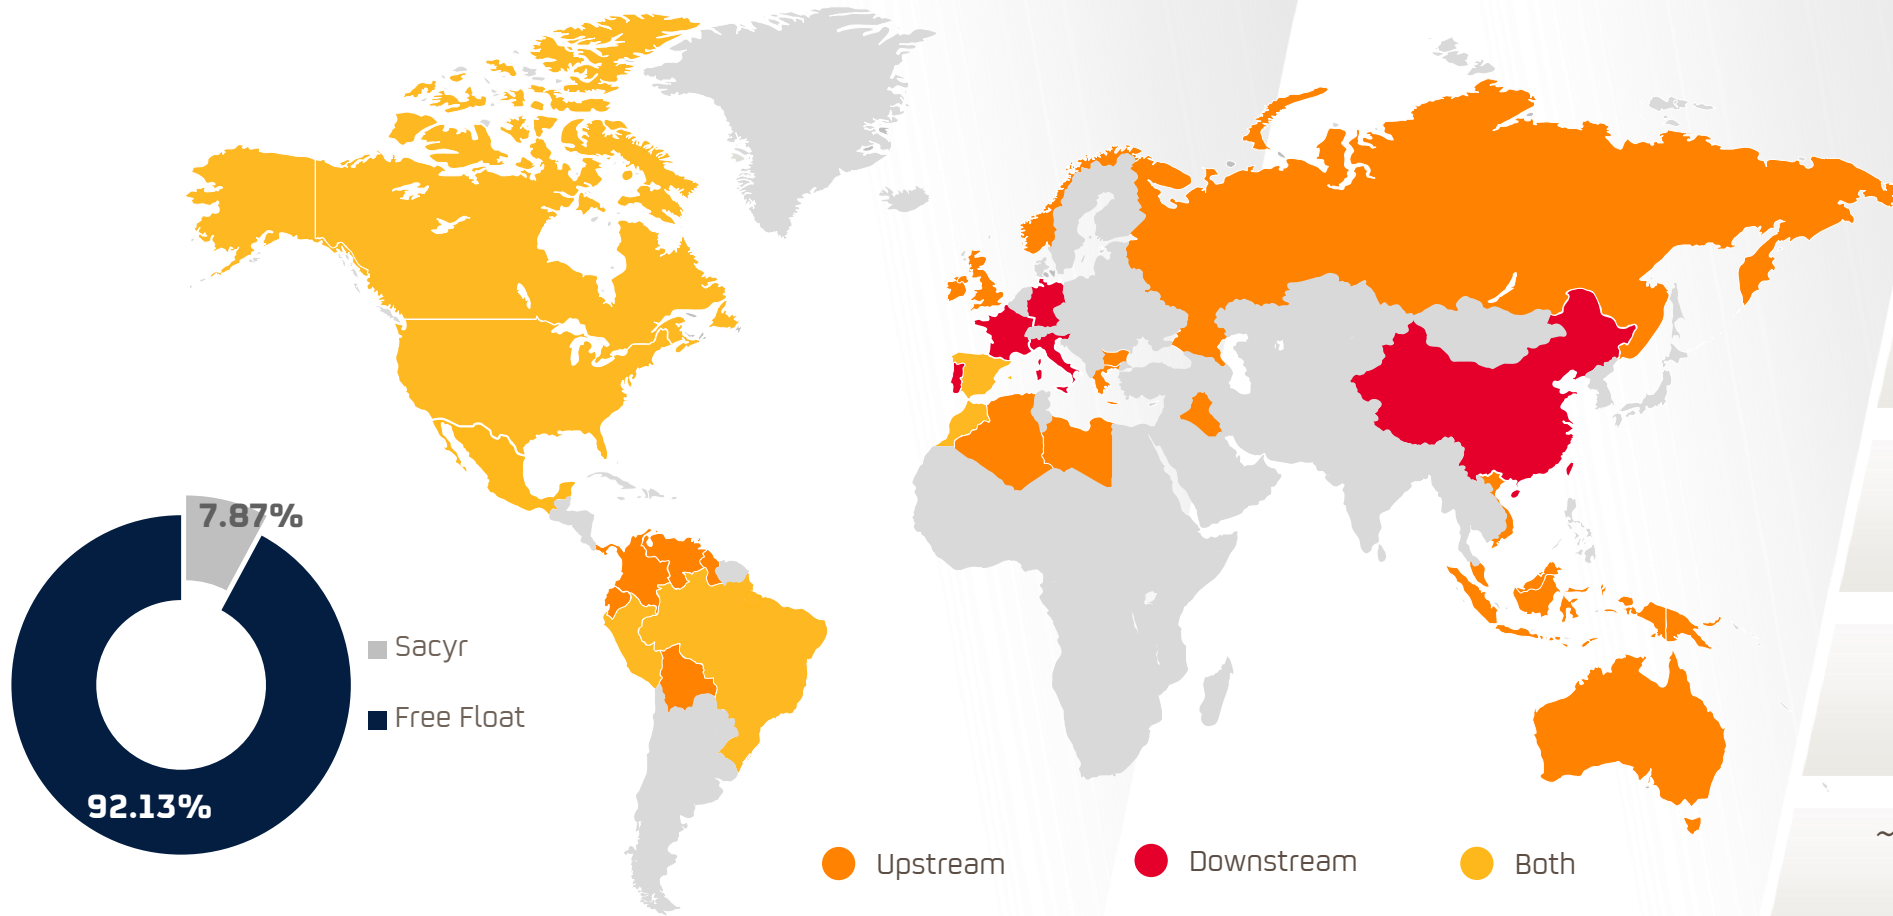 7.87%
Sacyr
Free Float
92.13%
Upstream
Downstream
Both
~